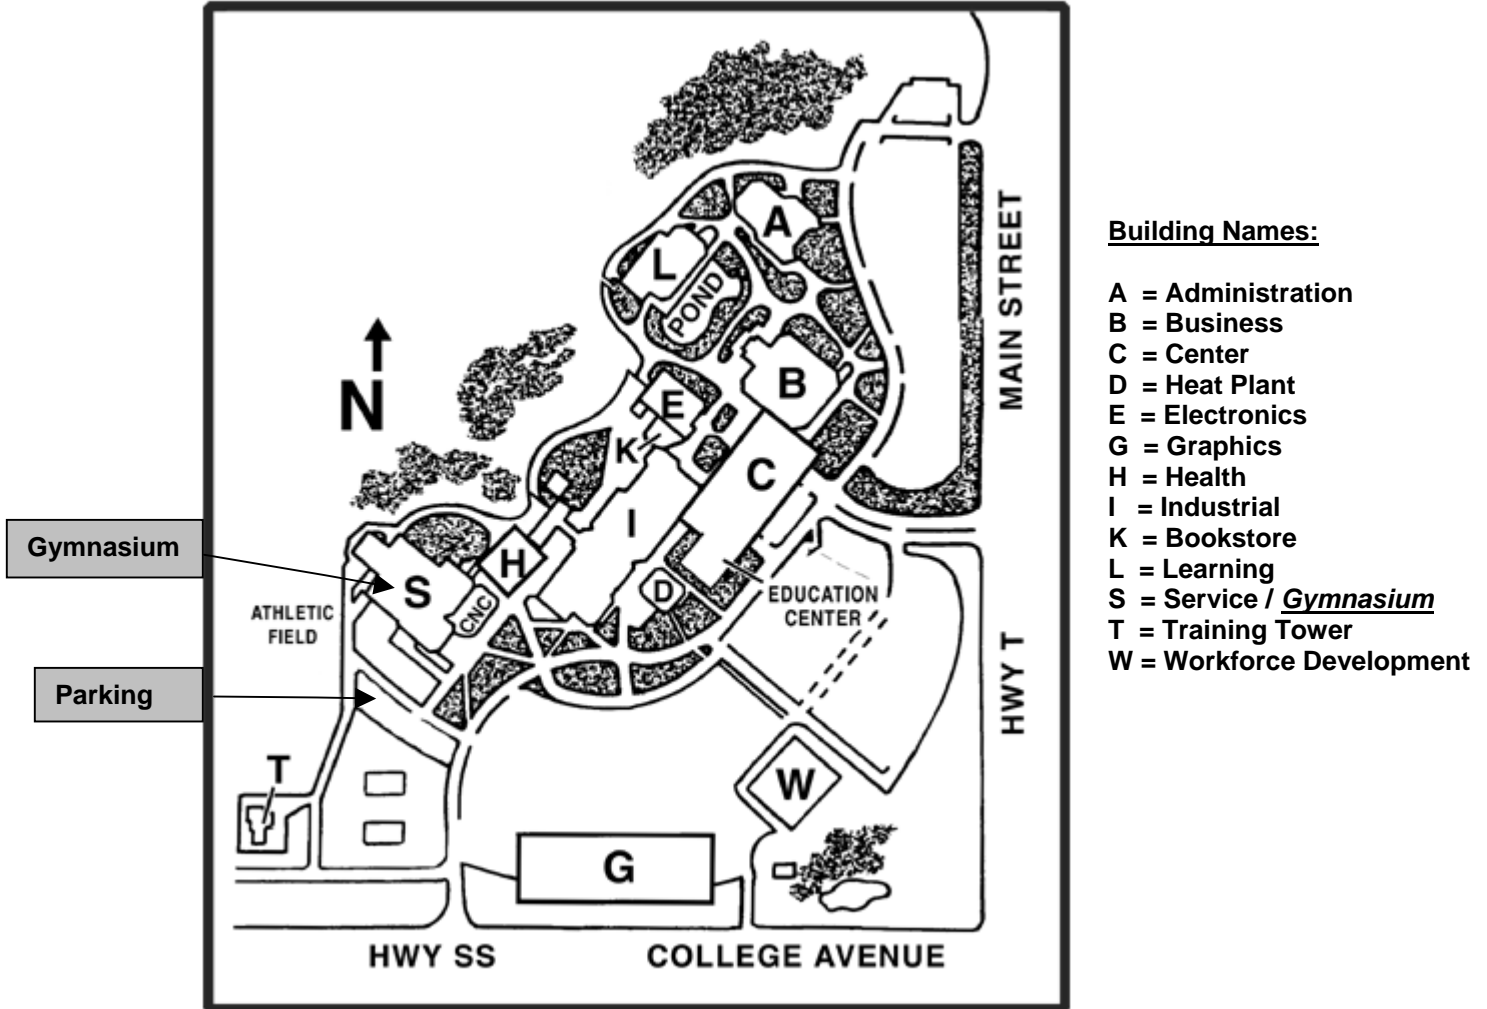 A
L
POND
MAIN STREET
N
B
E
K
C
I
Gymnasium
H
S
D
CNC
EDUCATION
CENTER
ATHLETIC
FIELD
Parking
HWY T
T
W
G
HWY SS
COLLEGE AVENUE
Building Names:
A = Administration
B = Business
C = Center
D = Heat Plant
E = Electronics
G = Graphics
H = Health
I = Industrial
K = Bookstore
L = Learning
S = Service / Gymnasium
T = Training Tower
W = Workforce Development